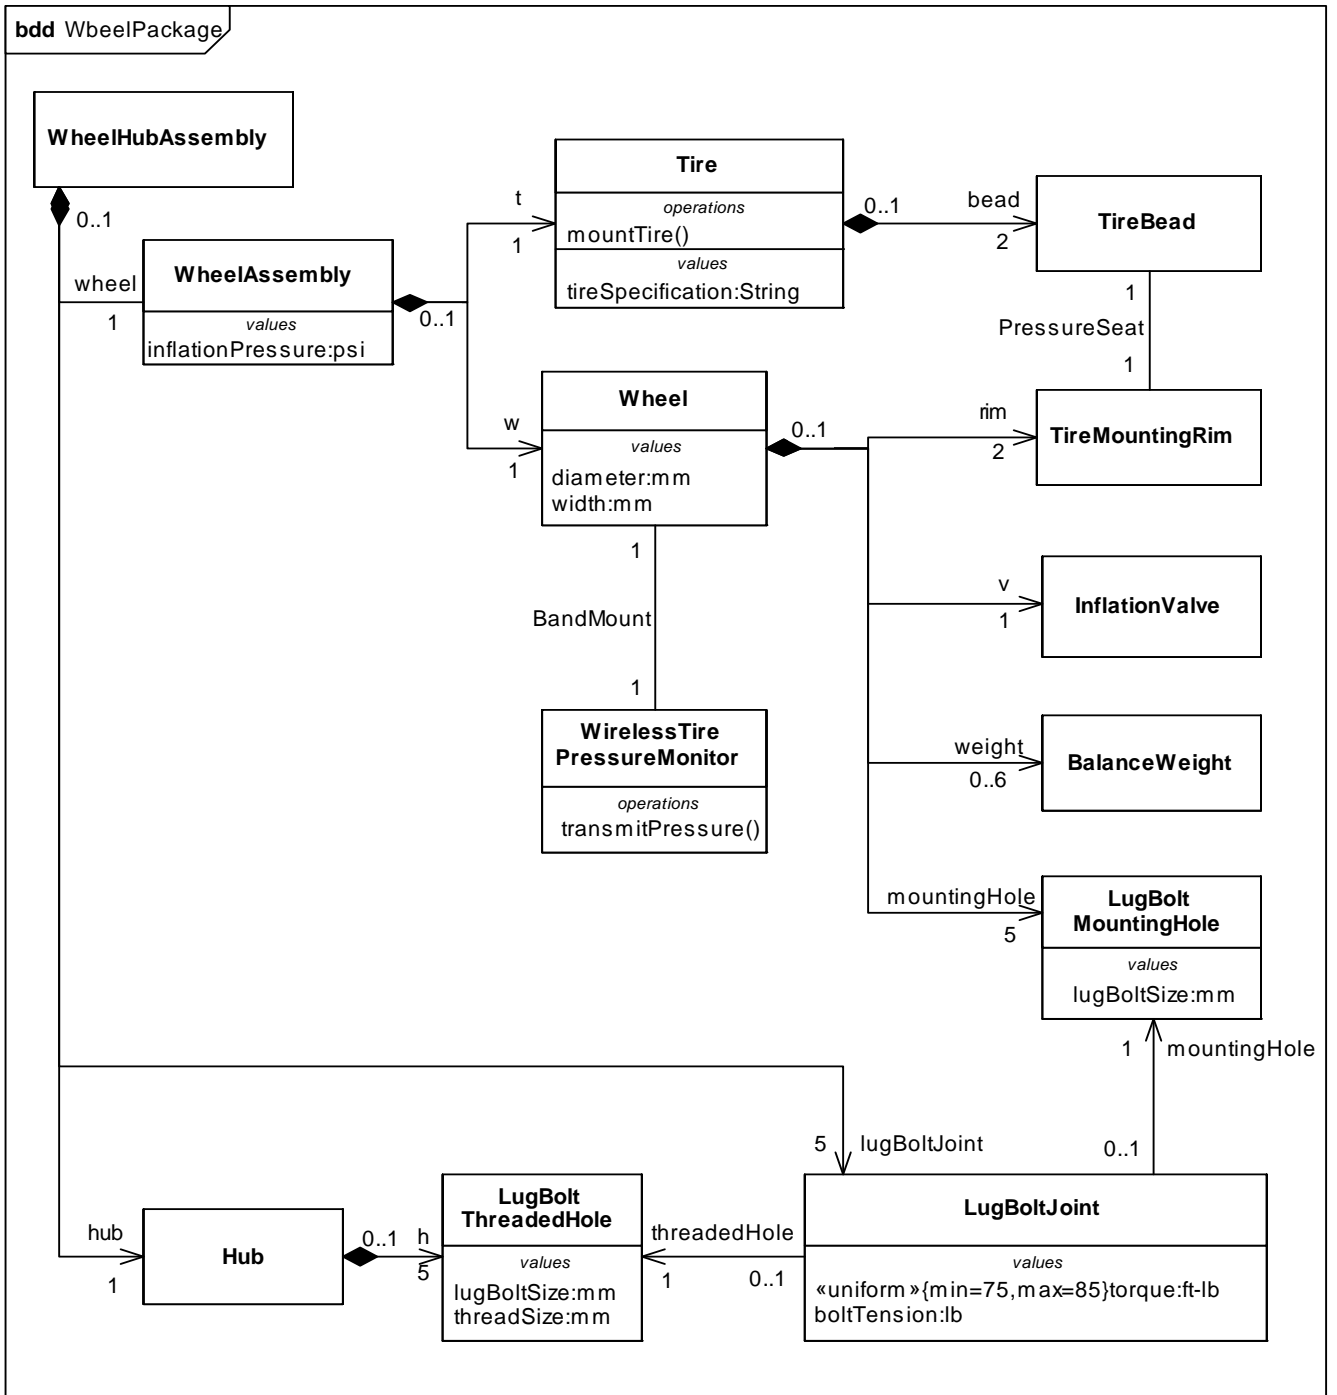 bdd WbeelPackage
WheelHubAssembly
0..1
wheel
1
WheelAssembly
values
inflationPressure:psi
0..1
t
1
Tire
operations
mountTire()
values
tireSpecification:String
0..1
bead
2
TireBead
1
PressureSeat
1
w
1
Wheel
values
diameter:mm
width:mm
0..1
rim
2
TireMountingRim
1
BandMount
1
v
1
InflationValve
WirelessTire
PressureMonitor
operations
transmitPressure()
weight
0..6
BalanceWeight
mountingHole
5
LugBolt
MountingHole
values
lugBoltSize:mm
1
mountingHole
5
lugBoltJoint
0..1
hub
1
Hub
0..1
h
5
LugBolt
ThreadedHole
values
lugBoltSize:mm
threadSize:mm
threadedHole
1
0..1
LugBoltJoint
values
«uniform»{min=75,max=85}torque:ft-lb
boltTension:lb